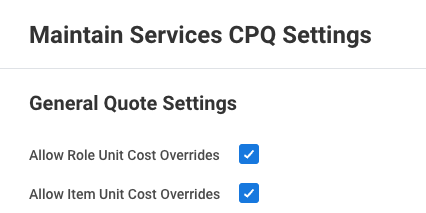 Maintain Services CPQ Settings
General Quote Settings
Allow Role Unit Cost Overrides
Allow Item Unit Cost Overrides